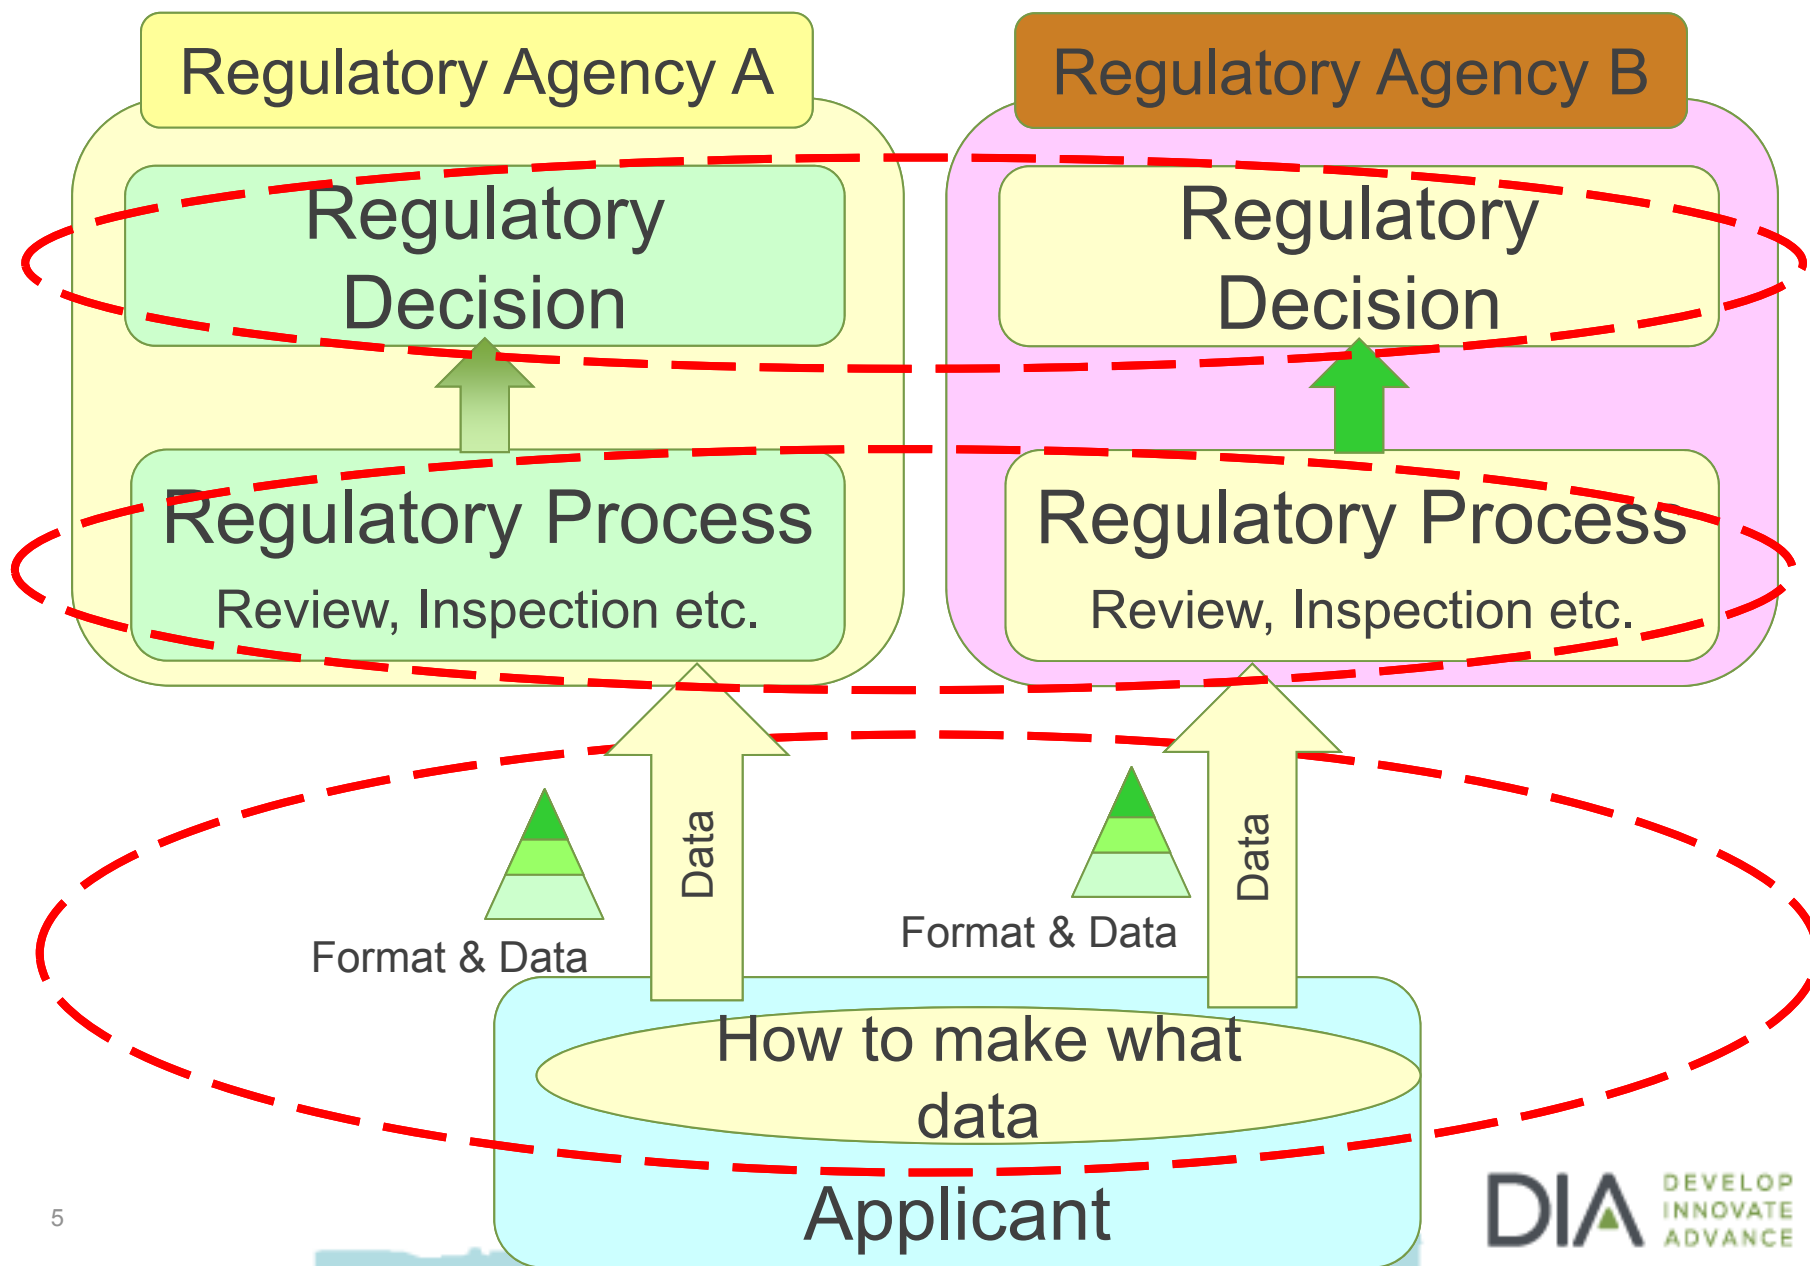 Regulatory Agency A
Regulatory Agency B
Regulatory
Decision
Regulatory
Decision
Regulatory Process
Review, Inspection etc.
Regulatory Process
Review, Inspection etc.
Data
Data
Format & Data
Format & Data
How to make what
data
Applicant
5
DIA
DEVELOP
INNOVATE
ADVANCE